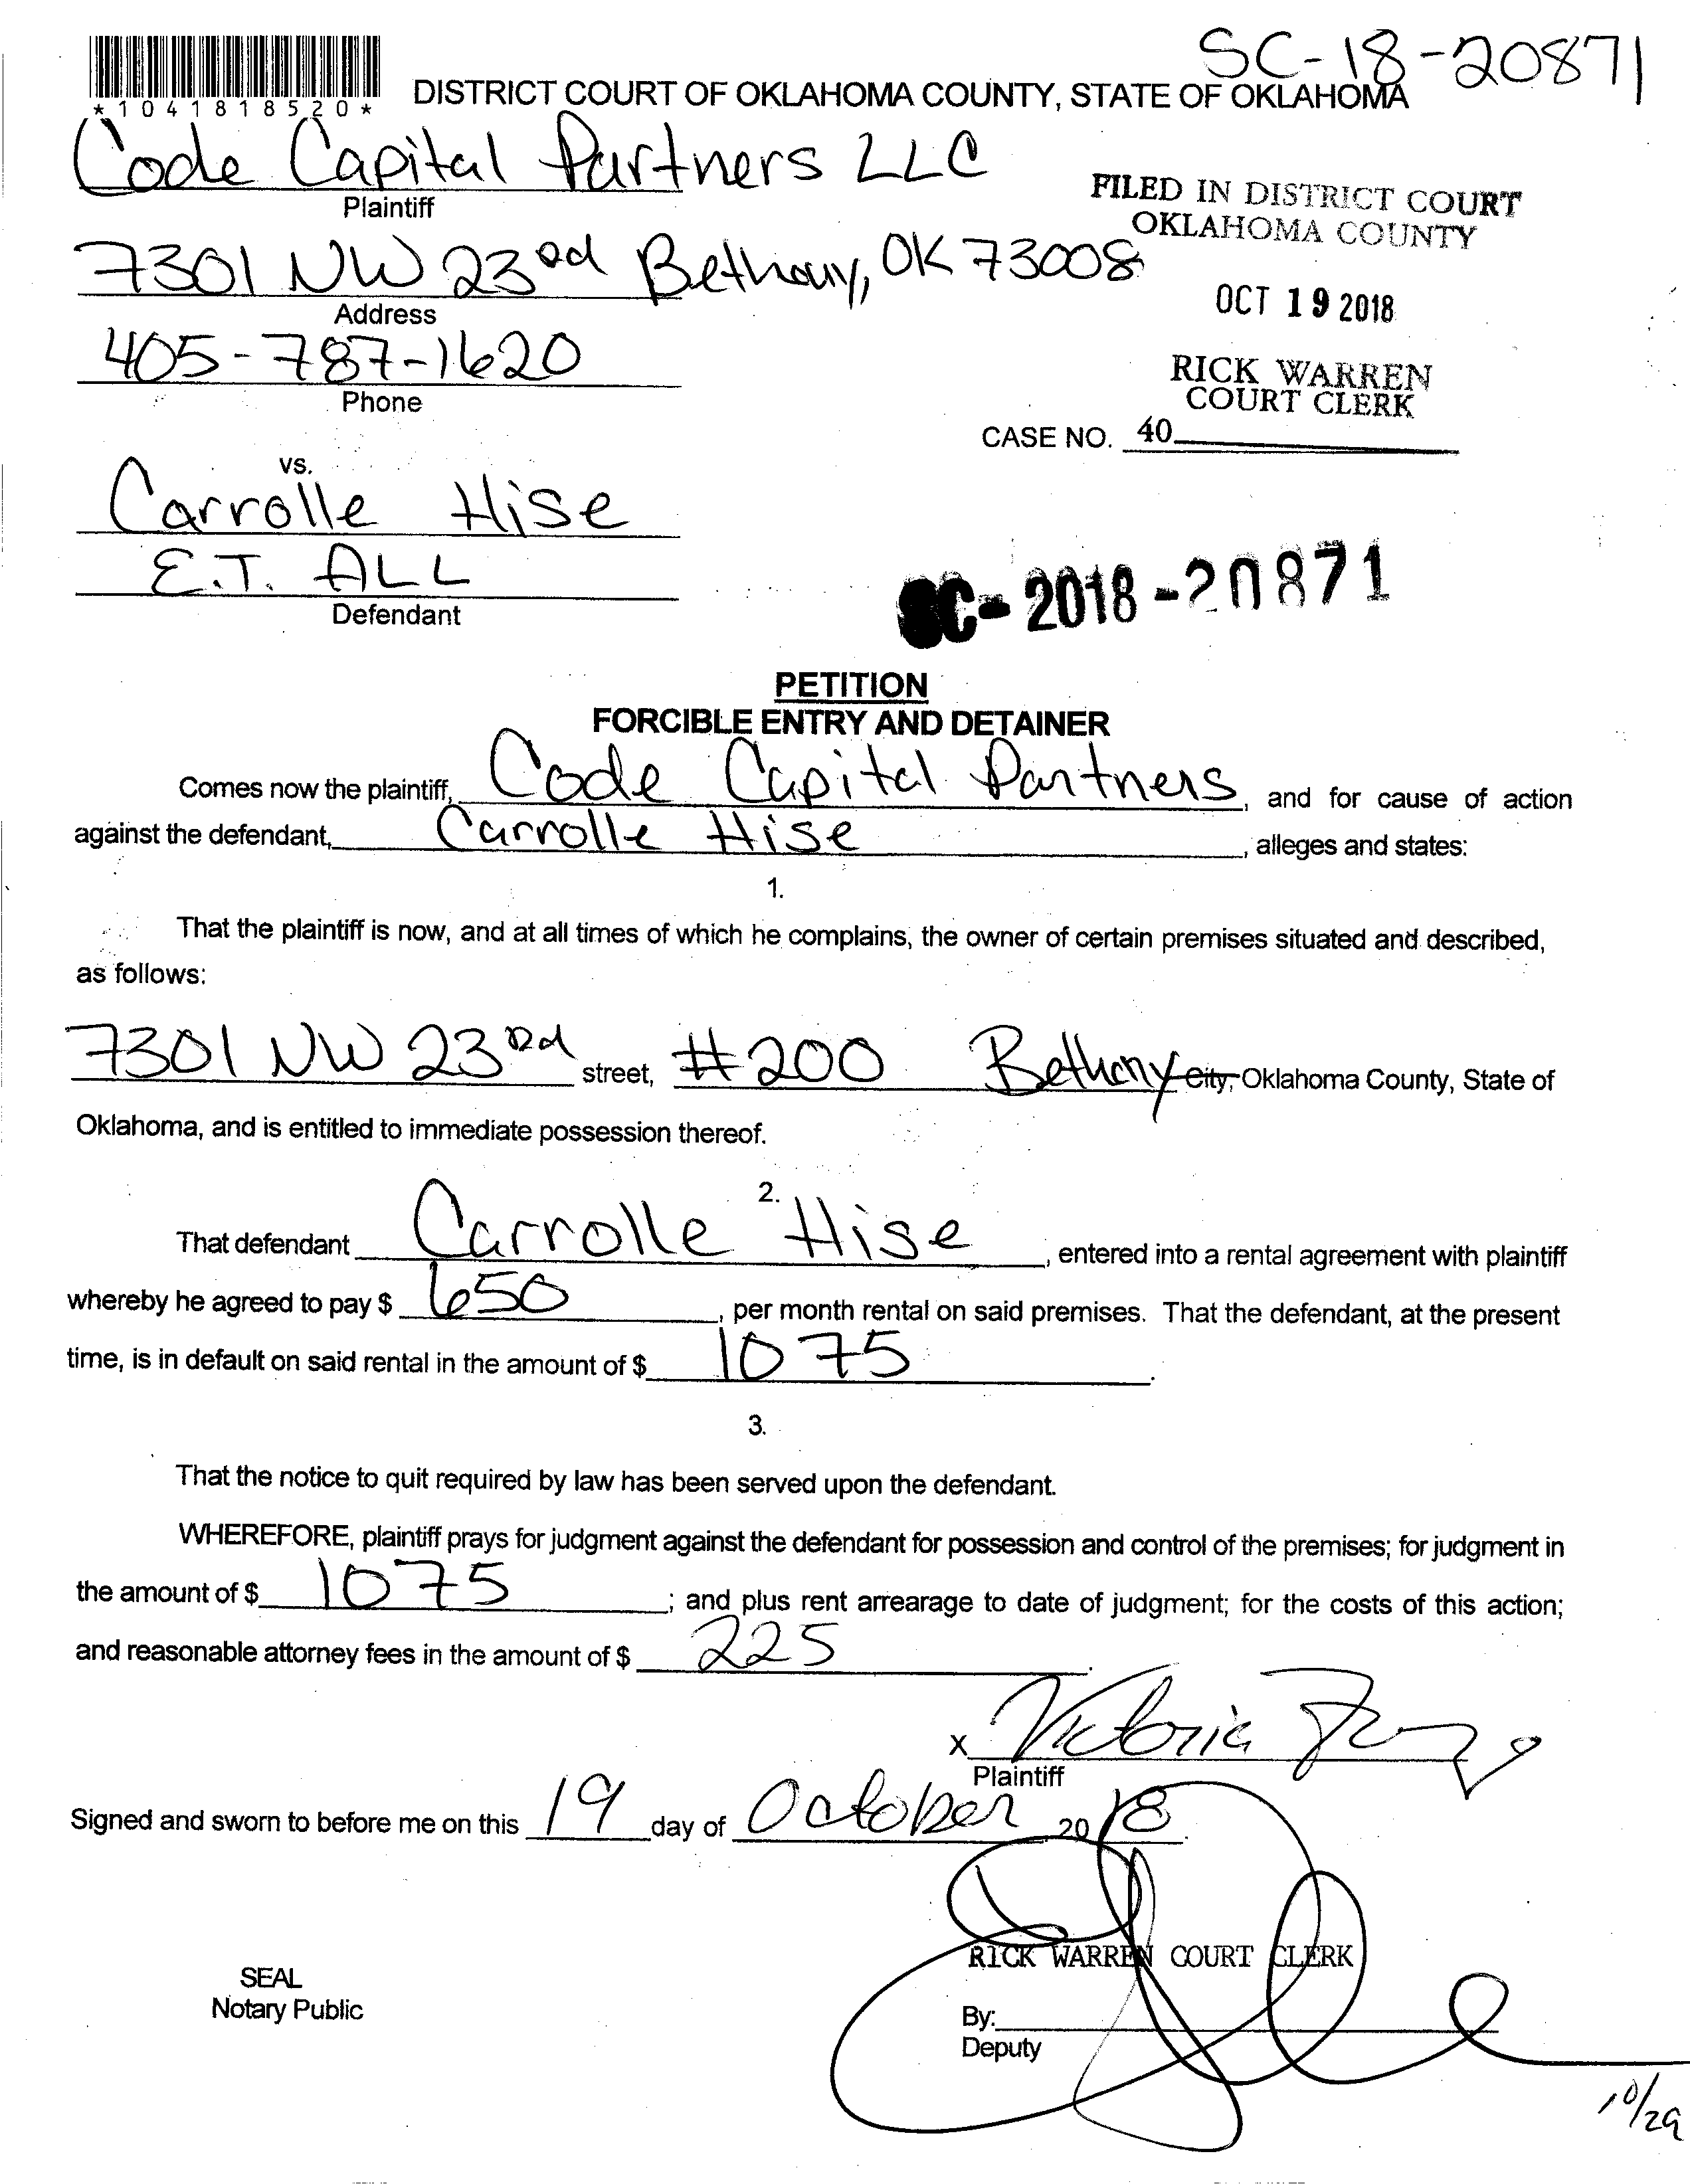 SC-18-20871
*1041818520*
DISTRICT COURT OF OKLAHOMA COUNTY, STATE OF OKLAHOMA
Code Capital Partners LLC
Plaintiff
FILED IN DISTRICT COURT
OKLAHOMA COUNTY
7301 NW 23rd Bethany, OK 73008
Address
OCT 19 2018
405-787-1620
Phone
RICK WARREN
COURT CLERK
CASE NO. 40
vs.
Carrolle Hise
E.T. ALL
Defendant
SC-2018-20871
PETITION
FORCIBLE ENTRY AND DETAINER
Comes now the plaintiff, Code Capital Partners, and for cause of action
against the defendant, Carrolle Hise, alleges and states:
1.
That the plaintiff is now, and at all times of which he complains, the owner of certain premises situated and described,
as follows:
7301 NW 23rd street, #200 Bethany City, Oklahoma County, State of
Oklahoma, and is entitled to immediate possession thereof.
2.
That defendant Carrolle Hise, entered into a rental agreement with plaintiff
whereby he agreed to pay $ 650, per month rental on said premises. That the defendant, at the present
time, is in default on said rental in the amount of $ 1075.
3.
That the notice to quit required by law has been served upon the defendant.
WHEREFORE, plaintiff prays for judgment against the defendant for possession and control of the premises; for judgment in
the amount of $ 1075; and plus rent arrearage to date of judgment; for the costs of this action;
and reasonable attorney fees in the amount of $ 225.
X Victoria
Plaintiff
Signed and sworn to before me on this 19 day of October 2018.
RICK WARREN COURT CLERK
SEAL
Notary Public
By:
Deputy
10/29